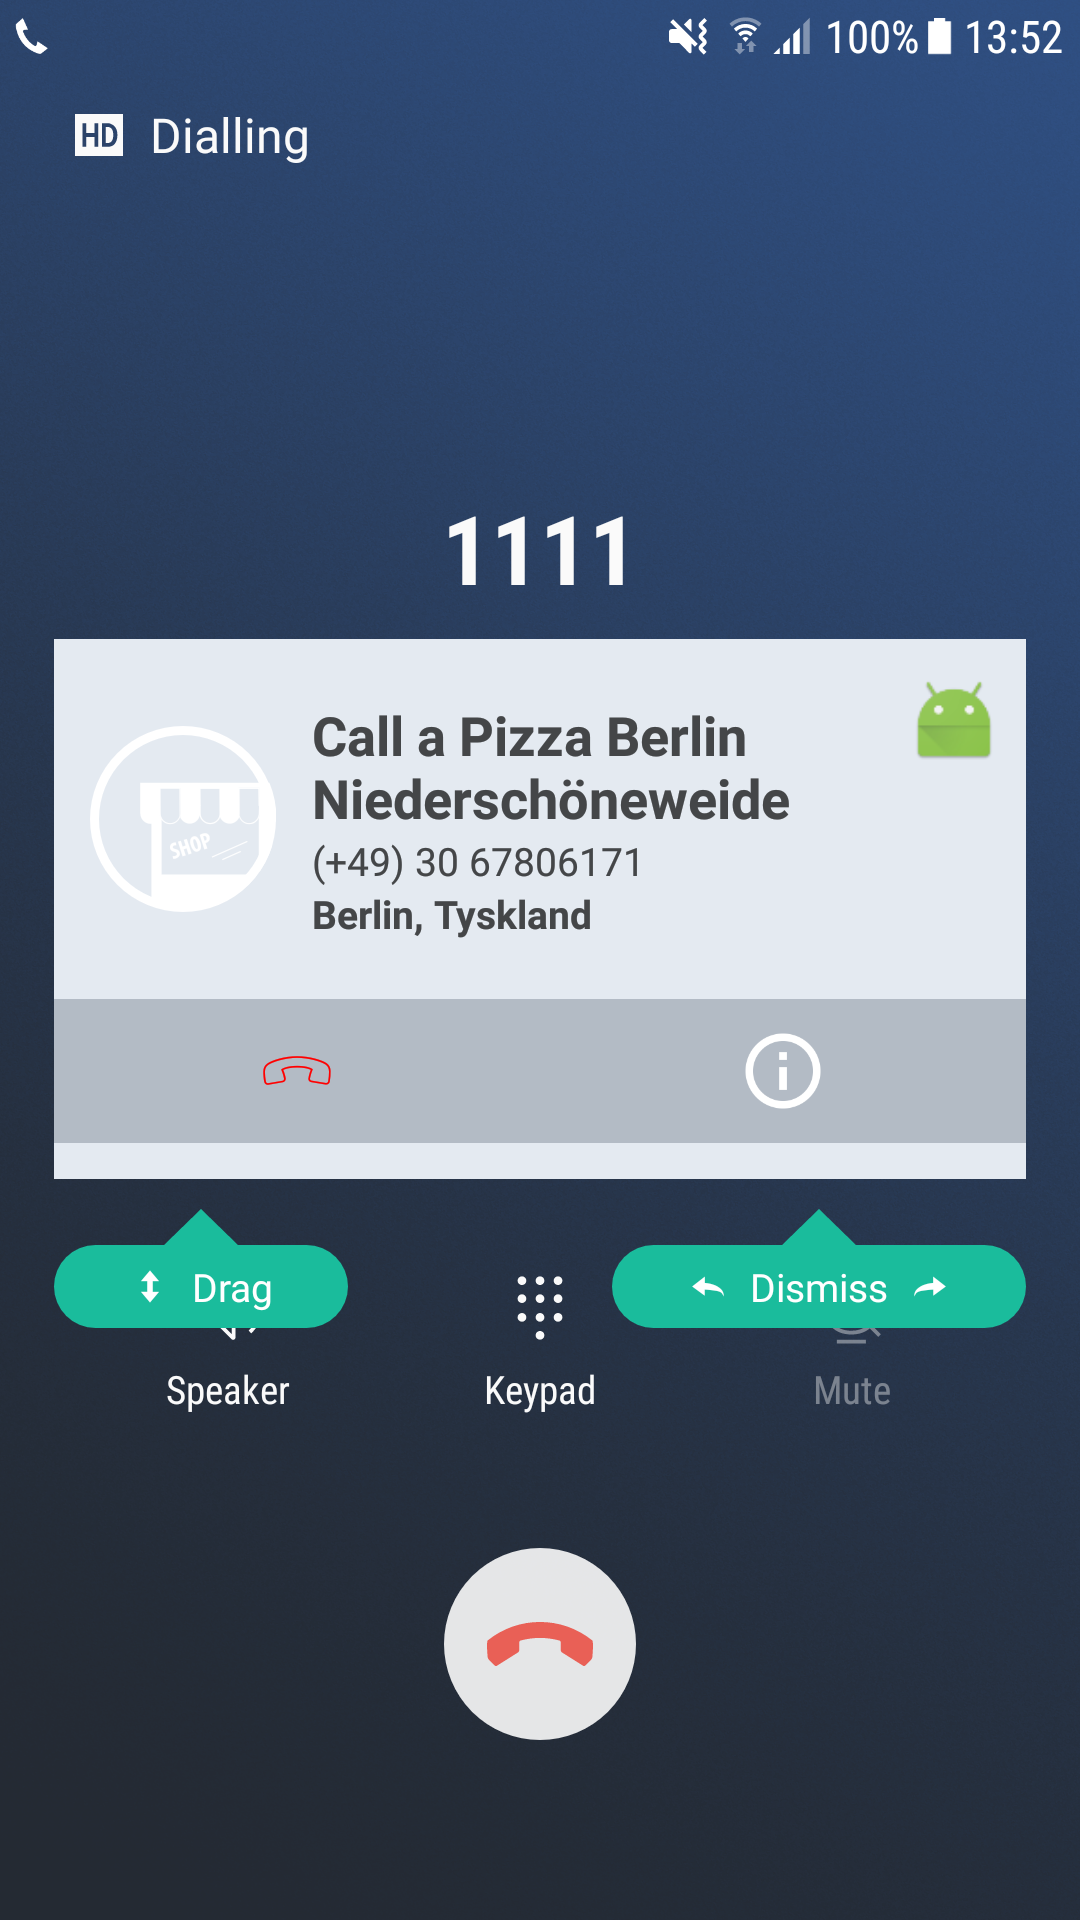 100% 13:52
HD Dialling
1111
Call a Pizza Berlin
Niederschöneweide
(+49) 30 67806171
Berlin, Tyskland
SHOP
Drag
Dismiss
Speaker
Keypad
Mute